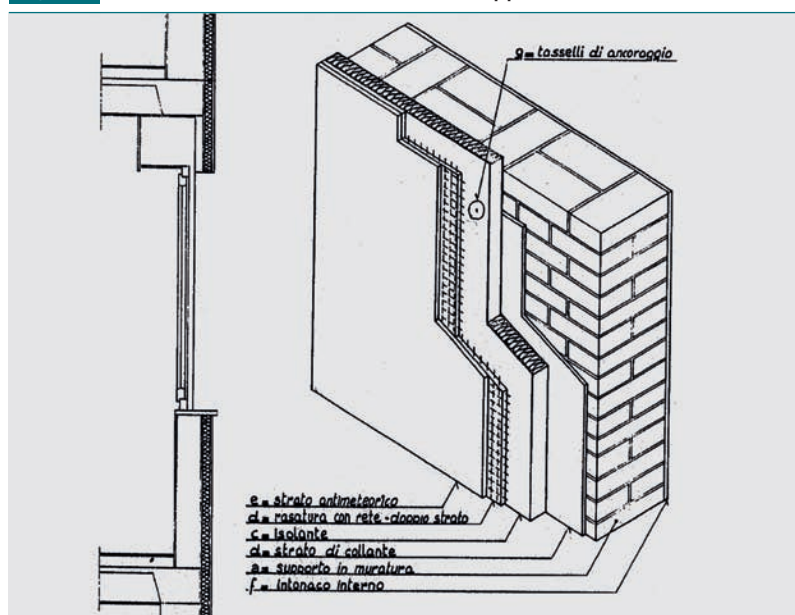 g= tasselli di ancoraggio
e= strato antimeteorico
d= rasatura con rete-doppio strato
c= isolante
d= strato di collante
a= supporto in muratura
f= intonaco interno